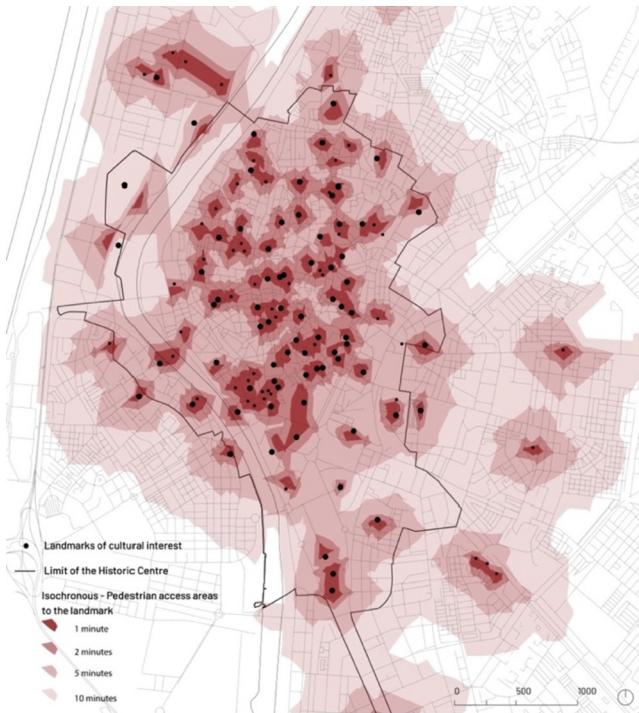 Landmarks of cultural interest
Limit of the Historic Centre
Isochronous - Pedestrian access areas
to the landmark
1 minute
2 minutes
5 minutes
10 minutes
0 500 1000